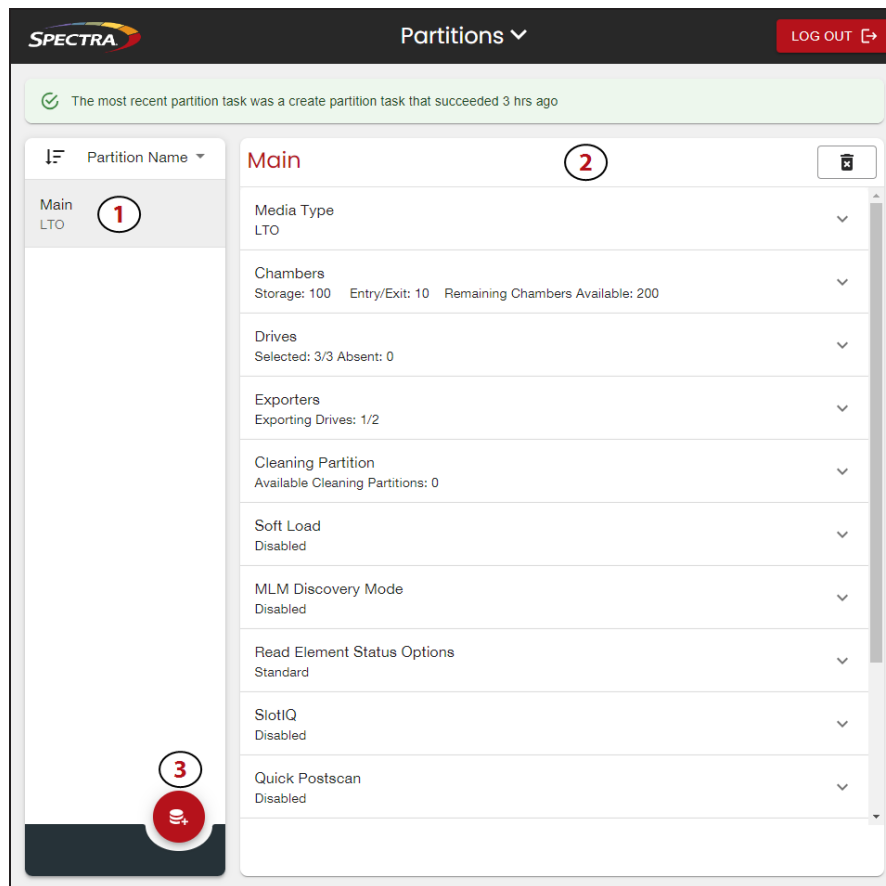 SPECTRA
Partitions
LOG OUT
The most recent partition task was a create partition task that succeeded 3 hrs ago
Partition Name
Main
LTO
1
Main
2
Media Type
LTO
Chambers
Storage: 100 Entry/Exit: 10 Remaining Chambers Available: 200
Drives
Selected: 3/3 Absent: 0
Exporters
Exporting Drives: 1/2
Cleaning Partition
Available Cleaning Partitions: 0
Soft Load
Disabled
MLM Discovery Mode
Disabled
Read Element Status Options
Standard
SlotIQ
Disabled
Quick Postscan
Disabled
3